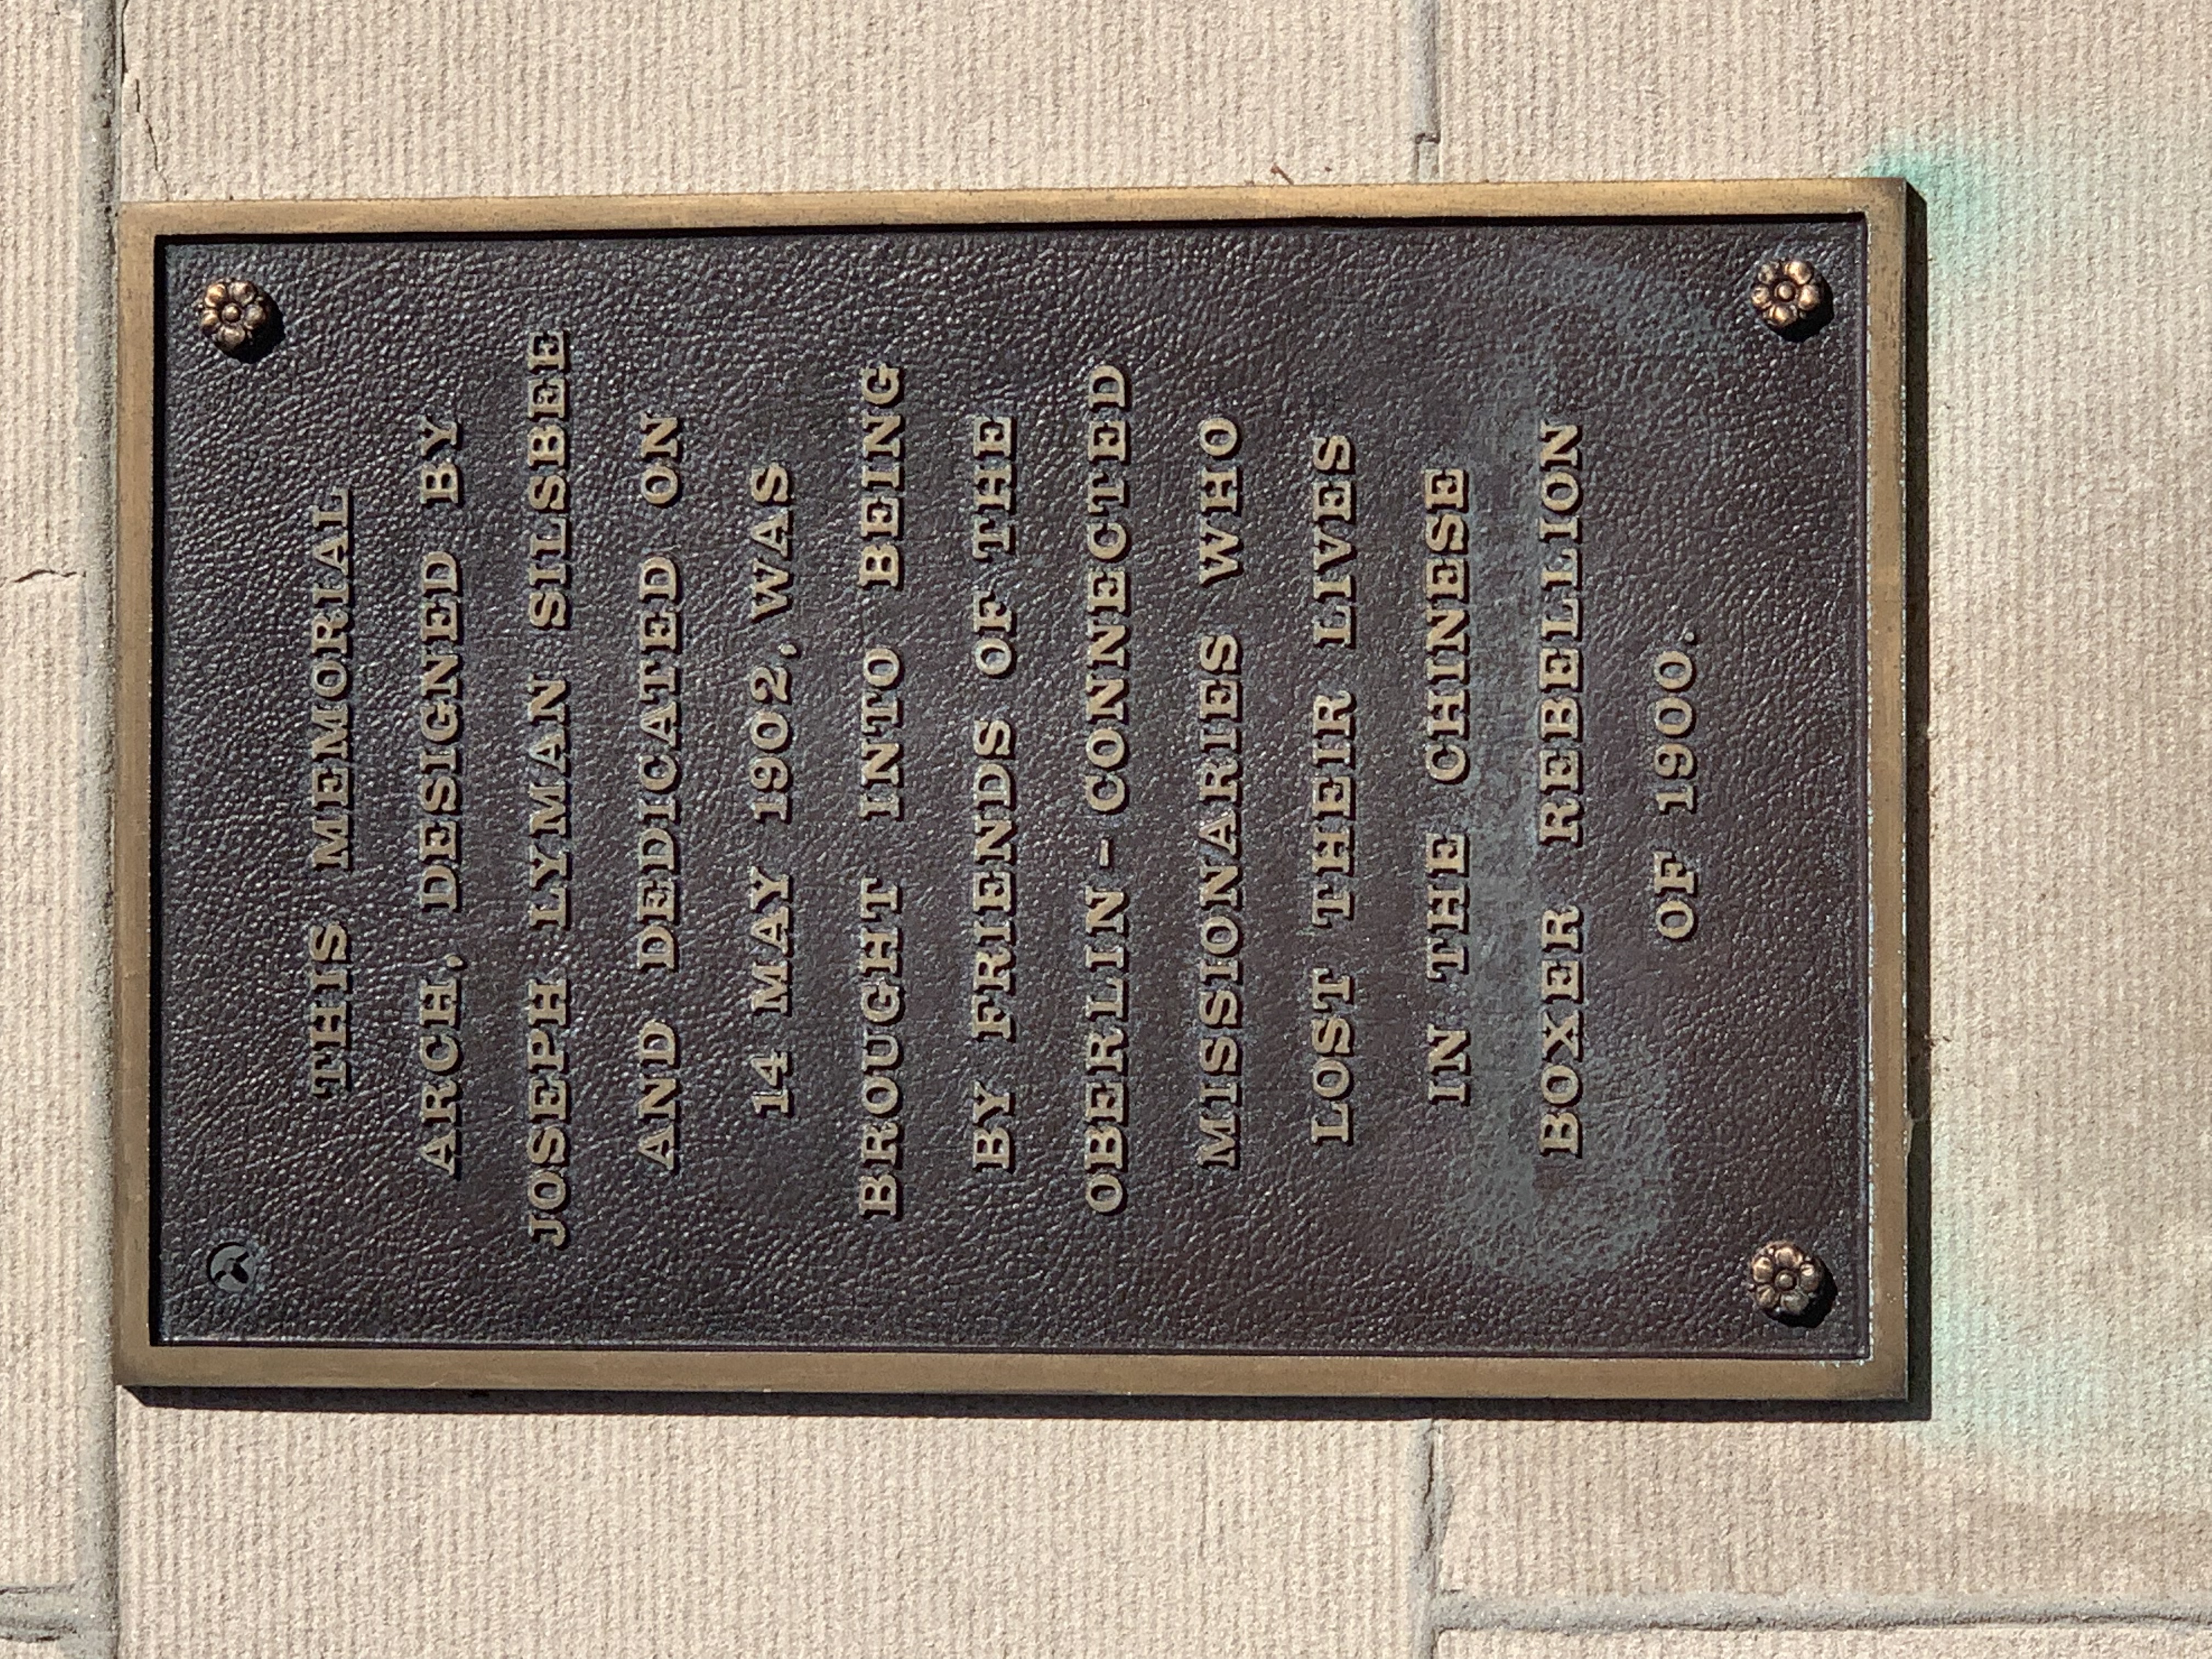 THIS MEMORIAL
ARCH, DESIGNED BY
JOSEPH LYMAN SILSBEE
AND DEDICATED ON
14 MAY 1902, WAS
BROUGHT INTO BEING
BY FRIENDS OF THE
OBERLIN-CONNECTED
MISSIONARIES WHO
LOST THEIR LIVES
IN THE CHINESE
BOXER REBELLION
OF 1900.